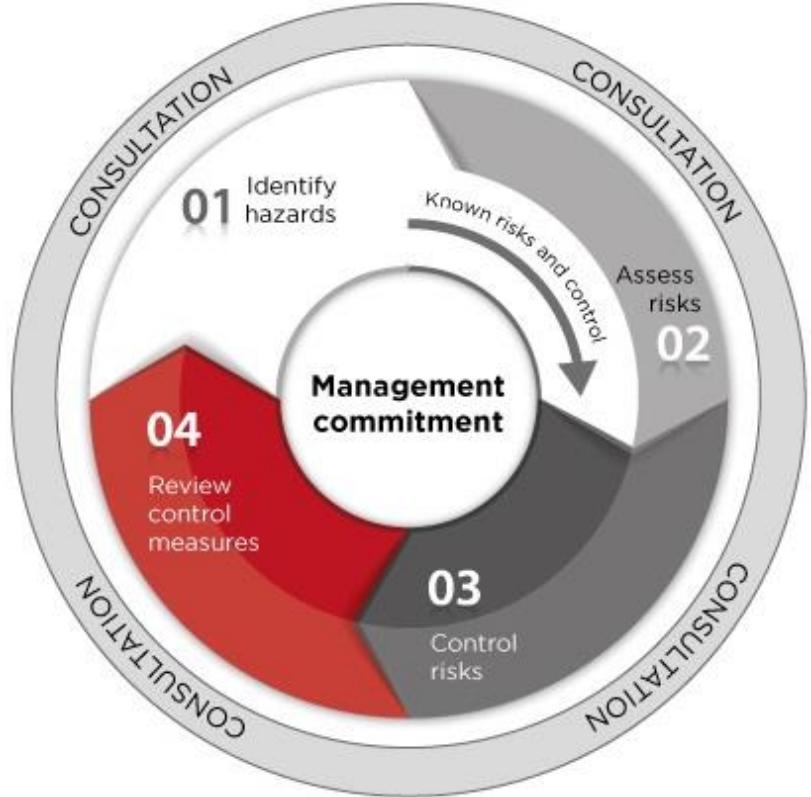 CONSULTATION
CONSULTATION
01 Identify
hazards
Known risks and control
Assess
risks
02
Management
commitment
04
Review
control
measures
03
Control
risks
CONSULTATION
CONSULTATION